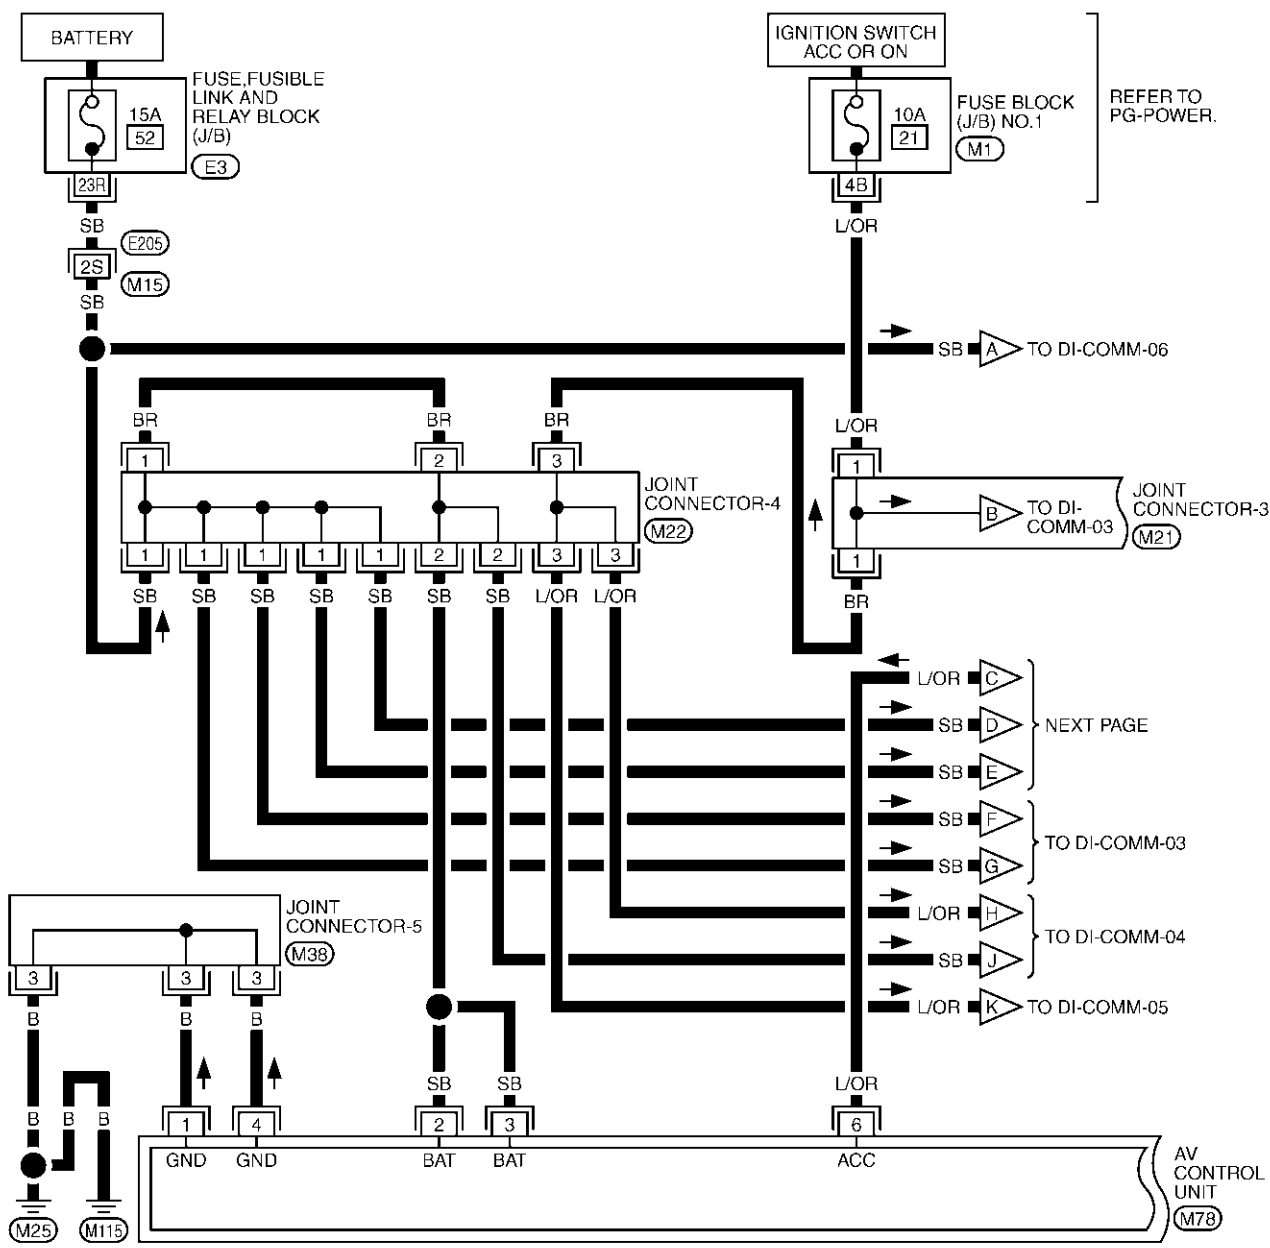 BATTERY
IGNITION SWITCH
ACC OR ON
FUSE,FUSIBLE
LINK AND
RELAY BLOCK
(J/B)
E3
15A
52
10A
21
FUSE BLOCK
(J/B) NO.1
M1
REFER TO
PG-POWER.
23R
4B
SB
L/OR
E205
2S
M15
SB
SB A TO DI-COMM-06
BR BR BR L/OR
1 2 3 1
JOINT
CONNECTOR-4
M22
B TO DI-
COMM-03
JOINT
CONNECTOR-3
M21
1 1 1 1 1 2 2 3 3 1
SB SB SB SB SB SB SB L/OR L/OR BR
L/OR C
SB D NEXT PAGE
SB E
SB F
TO DI-COMM-03
SB G
JOINT
CONNECTOR-5
M38
L/OR H
TO DI-COMM-04
SB J
3 3 3
L/OR K TO DI-COMM-05
B B B
SB SB L/OR
B B B
1 4 2 3 6
GND GND BAT BAT ACC
AV
CONTROL
UNIT
M78
M25 M115